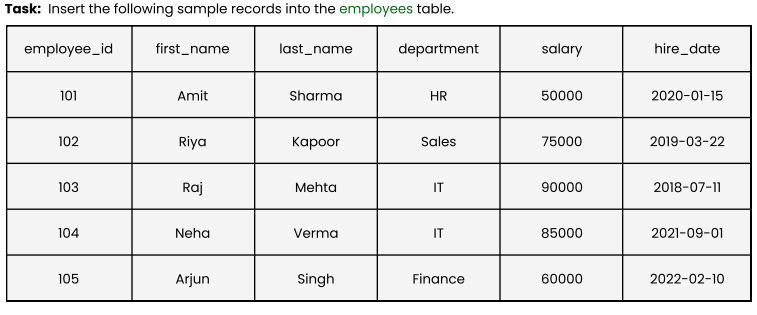 Task: Insert the following sample records into the employees table.
employee_id first_name last_name department salary hire_date
101 Amit Sharma HR 50000 2020-01-15
102 Riya Kapoor Sales 75000 2019-03-22
103 Raj Mehta IT 90000 2018-07-11
104 Neha Verma IT 85000 2021-09-01
105 Arjun Singh Finance 60000 2022-02-10